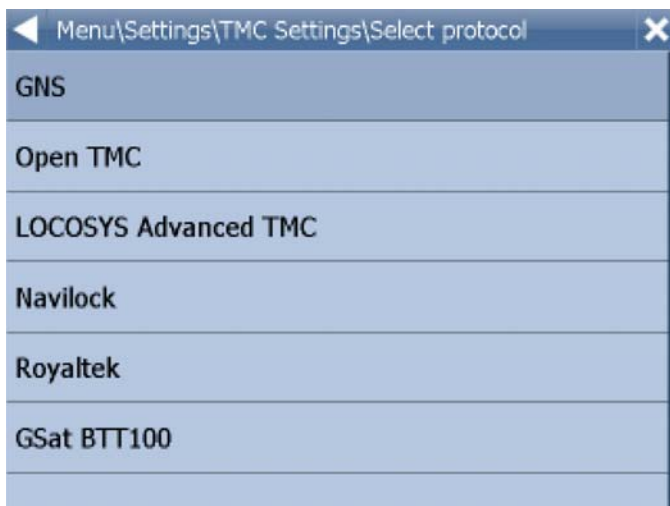 Menu\Settings\TMC Settings\Select protocol
GNS
Open TMC
LOCOSYS Advanced TMC
Navilock
Royaltek
GSat BTT100